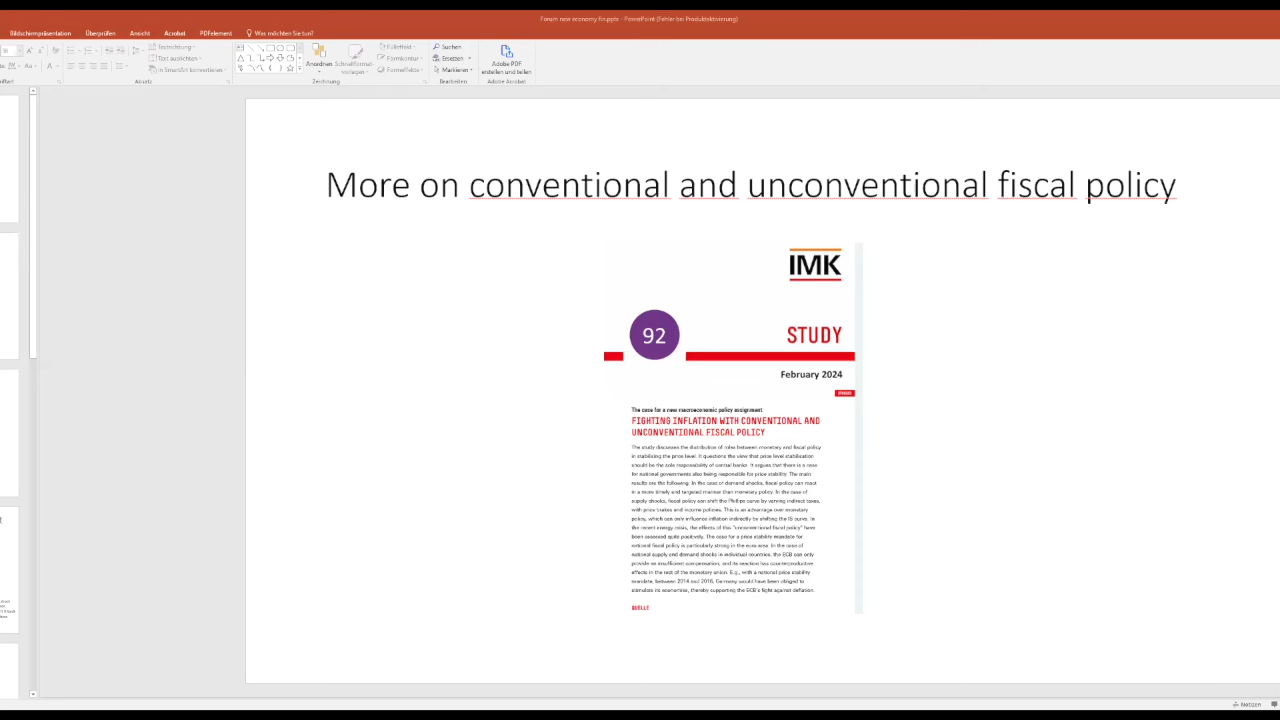 Forum new economy fin.pptx - PowerPoint (Fehler bei Produktaktivierung)
Bildschirmpräsentation Überprüfen Ansicht Acrobat PDFelement Was möchten Sie tun?
Textrichtung
Text ausrichten
In SmartArt konvertieren
Absatz
Anordnen
Schnellformat-
vorlagen
Fülleffekt
Formkontur
Formeffekte
Zeichnung
Suchen
Ersetzen
Markieren
Bearbeiten
Adobe PDF
erstellen und teilen
Adobe Acrobat
More on conventional and unconventional fiscal policy
IMK
92
STUDY
February 2024
The case for a new macroeconomic policy assignment
FIGHTING INFLATION WITH CONVENTIONAL AND
UNCONVENTIONAL FISCAL POLICY
The study discusses the distribution of roles between monetary and fiscal policy
in stabilising the price level. It questions the view that price level stabilisation
should be the sole responsibility of central banks. It argues that there is a case
for national governments also being responsible for price stability. The main
results are the following: In the case of demand shocks, fiscal policy can react
in a more timely and targeted manner than monetary policy. In the case of
supply shocks, fiscal policy can shift the Philips curve by varying indirect taxes,
with price brakes and income policies. This is an advantage over monetary
policy, which can only influence inflation indirectly by shifting the IS curve. In
the recent energy crisis, the effects of this "unconventional fiscal policy" have
been assessed quite positively. The case for a price stability mandate for
national fiscal policy is particularly strong in the euro area. In the case of
national supply and demand shocks in individual countries, the ECB can only
provide an insufficient compensation, and its reaction has counterproductive
effects in the rest of the monetary union. E.g., with a national price stability
mandate, between 2014 and 2016, Germany would have been obliged to
stimulate its economise, thereby supporting the ECB's fight against deflation.
QUELLE
Notizen